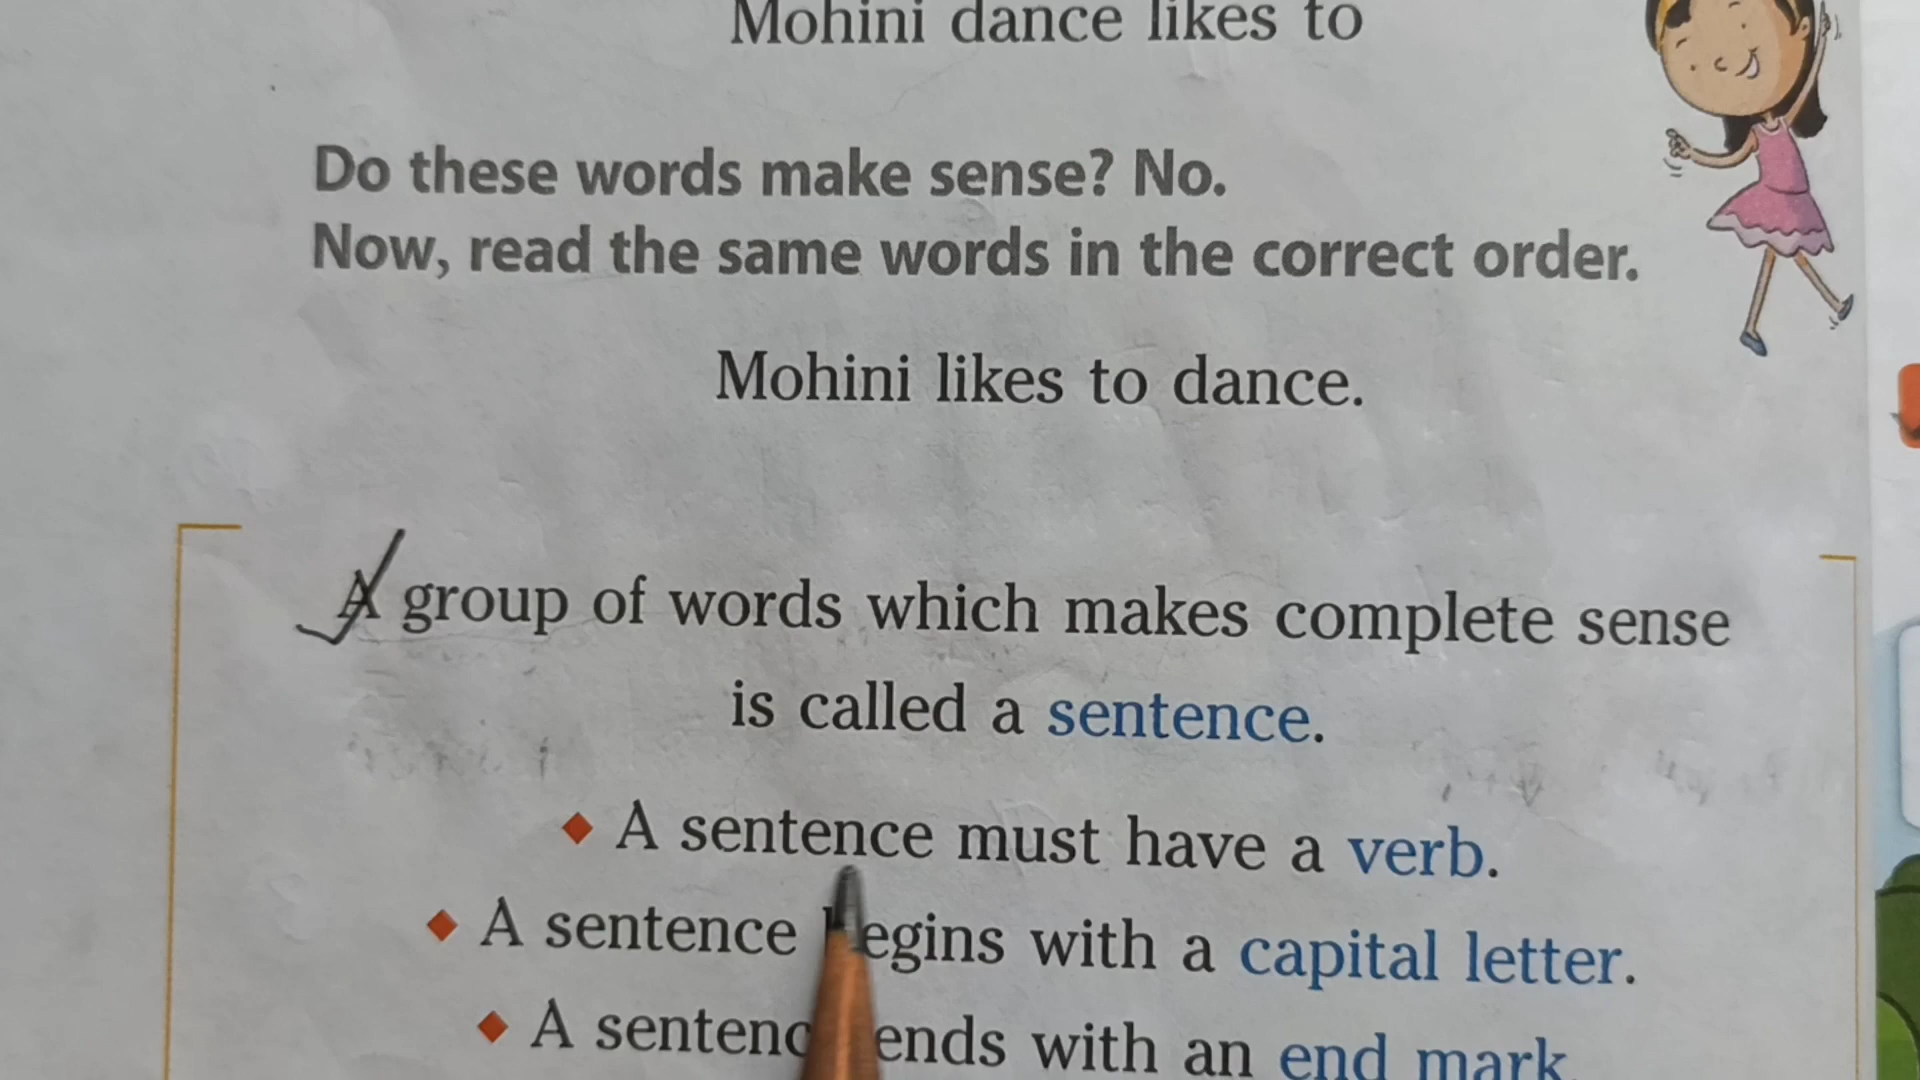 Mohini dance likes to
Do these words make sense? No.
Now, read the same words in the correct order.
Mohini likes to dance.
A group of words which makes complete sense
is called a sentence.
A sentence must have a verb.
A sentence begins with a capital letter.
A sentence ends with an end mark